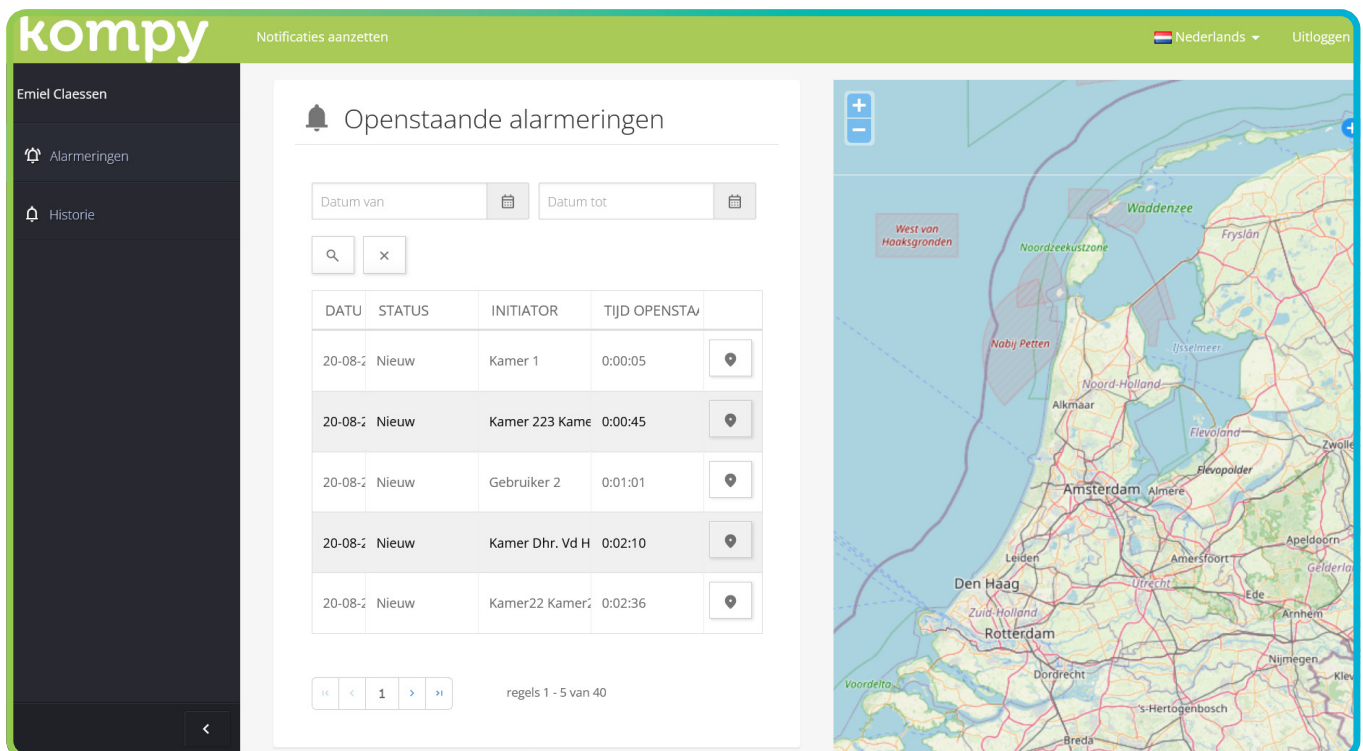 kompy
Notificaties aanzetten
Nederlands
Uitloggen
Emiel Claessen
Alarmeringen
Historie
Openstaande alarmeringen
Datum van
Datum tot
DATU STATUS INITIATOR TIJD OPENSTA
20-08-2 Nieuw Kamer 1 0:00:05
20-08-2 Nieuw Kamer 223 Kame 0:00:45
20-08-2 Nieuw Gebruiker 2 0:01:01
20-08-2 Nieuw Kamer Dhr. Vd H 0:02:10
20-08-2 Nieuw Kamer22 Kamer2 0:02:36
1
regels 1 - 5 van 40
Waddenzee
West van
Haaksgronden
Fryslân
Noordzeekustzone
Nabij Petten
IJsselmeer
Noord-Holland
Alkmaar
Flevoland
Zwolle
Flevopolder
Amsterdam
Almere
Apeldoorn
Leiden
Amersfoort
Gelderla
Den Haag
Utrecht
Ede
Zuid-Holland
Arnhem
Rotterdam
Nijmegen
Dordrecht
Klev
Voordelta
's-Hertogenbosch
Breda